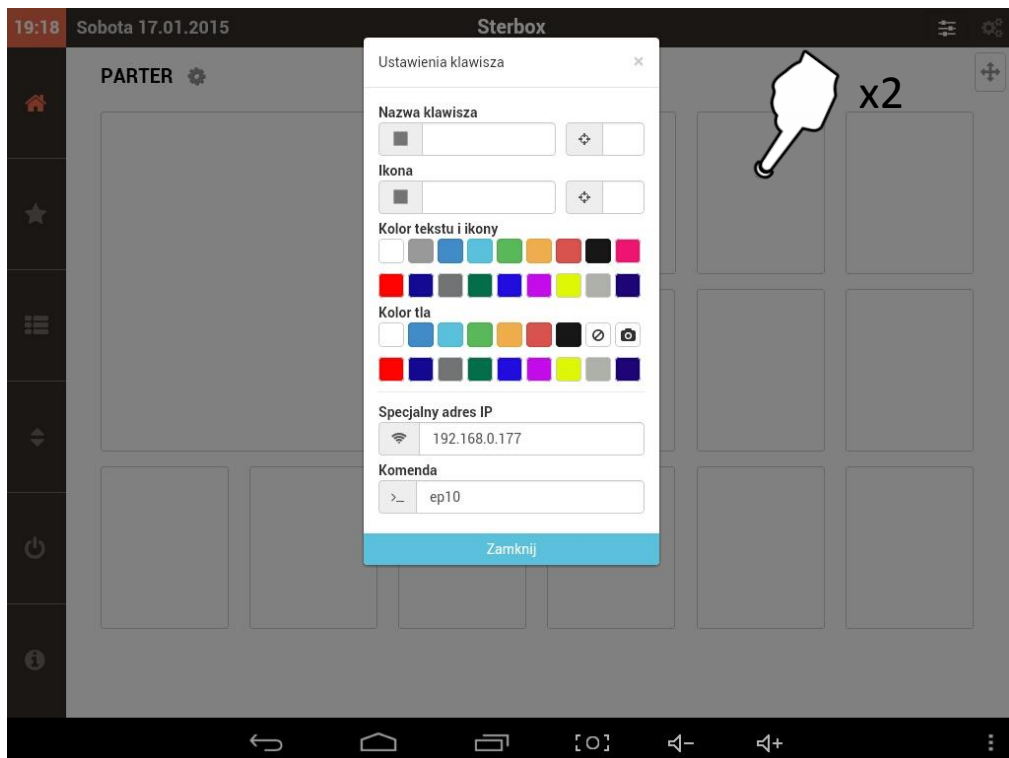 19:18 Sobota 17.01.2015 Sterbox
PARTER
x2
Ustawienia klawisza ×
Nazwa klawisza
Ikona
Kolor tekstu i ikony
Kolor tla
Specjalny adres IP
192.168.0.177
Komenda
>_ ep10
Zamknij